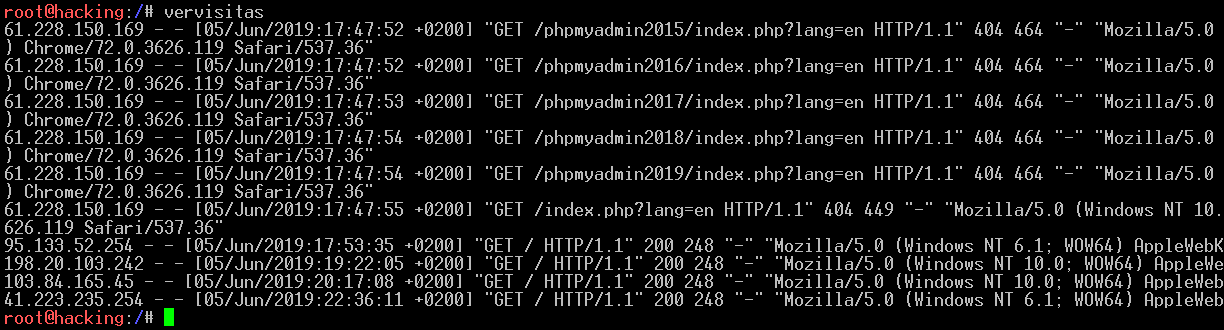 root@hacking:/# vervisitas
61.228.150.169 - - [05/Jun/2019:17:47:52 +0200] "GET /phpmyadmin2015/index.php?lang=en HTTP/1.1" 404 464 "-" "Mozilla/5.0
) Chrome/72.0.3626.119 Safari/537.36"
61.228.150.169 - - [05/Jun/2019:17:47:52 +0200] "GET /phpmyadmin2016/index.php?lang=en HTTP/1.1" 404 464 "-" "Mozilla/5.0
) Chrome/72.0.3626.119 Safari/537.36"
61.228.150.169 - - [05/Jun/2019:17:47:53 +0200] "GET /phpmyadmin2017/index.php?lang=en HTTP/1.1" 404 464 "-" "Mozilla/5.0
) Chrome/72.0.3626.119 Safari/537.36"
61.228.150.169 - - [05/Jun/2019:17:47:54 +0200] "GET /phpmyadmin2018/index.php?lang=en HTTP/1.1" 404 464 "-" "Mozilla/5.0
) Chrome/72.0.3626.119 Safari/537.36"
61.228.150.169 - - [05/Jun/2019:17:47:54 +0200] "GET /phpmyadmin2019/index.php?lang=en HTTP/1.1" 404 464 "-" "Mozilla/5.0
) Chrome/72.0.3626.119 Safari/537.36"
61.228.150.169 - - [05/Jun/2019:17:47:55 +0200] "GET /index.php?lang=en HTTP/1.1" 404 449 "-" "Mozilla/5.0 (Windows NT 10.
626.119 Safari/537.36"
95.133.52.254 - - [05/Jun/2019:17:53:35 +0200] "GET / HTTP/1.1" 200 248 "-" "Mozilla/5.0 (Windows NT 6.1; WOW64) AppleWebK
198.20.103.242 - - [05/Jun/2019:19:22:05 +0200] "GET / HTTP/1.1" 200 248 "-" "Mozilla/5.0 (Windows NT 10.0; WOW64) AppleWe
103.84.165.45 - - [05/Jun/2019:20:17:08 +0200] "GET / HTTP/1.1" 200 248 "-" "Mozilla/5.0 (Windows NT 10.0; WOW64) AppleWeb
41.223.235.254 - - [05/Jun/2019:22:36:11 +0200] "GET / HTTP/1.1" 200 248 "-" "Mozilla/5.0 (Windows NT 6.1; WOW64) AppleWeb
root@hacking:/#